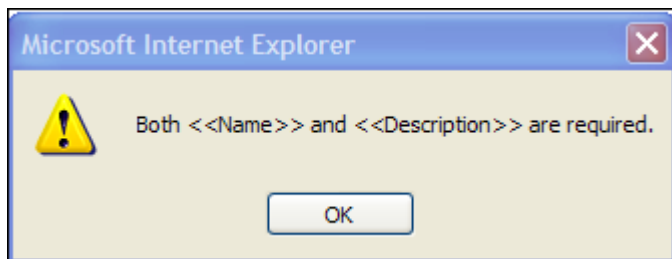 Microsoft Internet Explorer
Both <<Name>> and <<Description>> are required.
OK